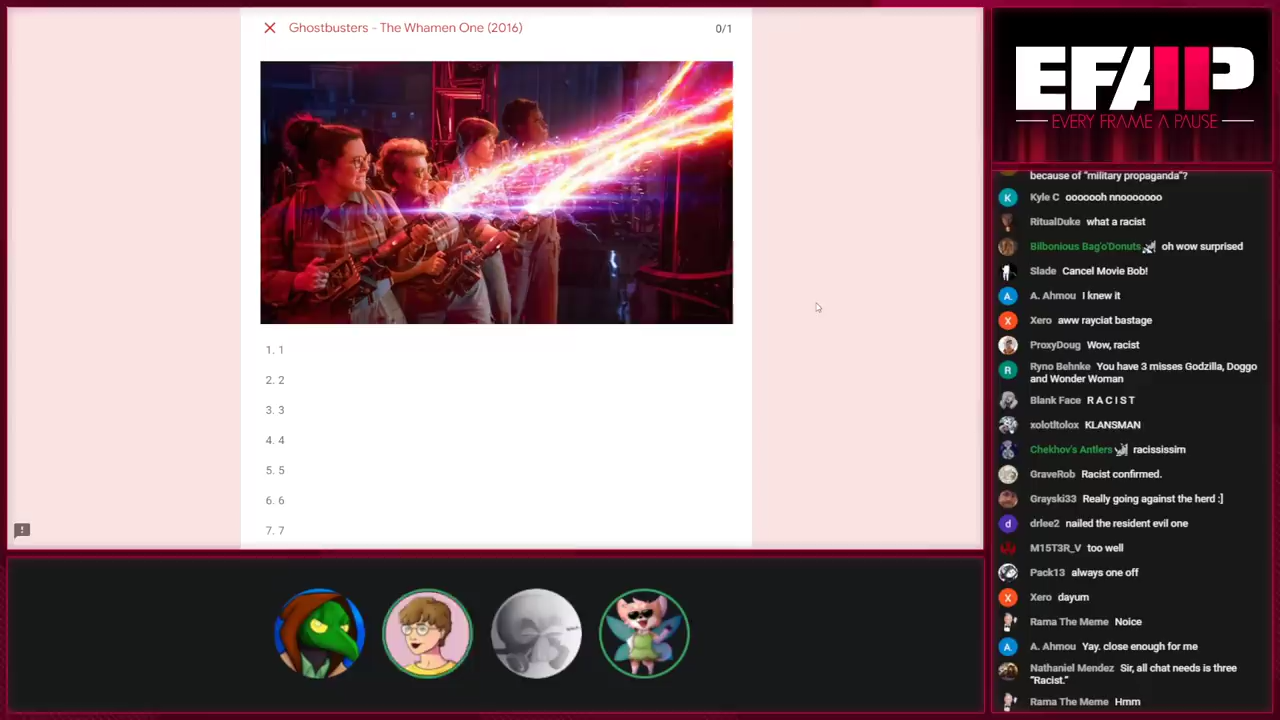 Ghostbusters - The Whamen One (2016)
0/1
1. 1
2. 2
3. 3
4. 4
5. 5
6. 6
7. 7
EFAP
EVERY FRAME A PAUSE
because of "military propaganda"?
K Kyle C ooooooh nnooooooo
RitualDuke what a racist
Bilbonious Bag'o'Donuts oh wow surprised
Slade Cancel Movie Bob!
A. A. Ahmou I knew it
X Xero aww rayciat bastage
ProxyDoug Wow, racist
R Ryno Behnke You have 3 misses Godzilla, Doggo
and Wonder Woman
Blank Face R A C I S T
xolotltolox KLANSMAN
Chekhov's Antlers racississim
GraveRob Racist confirmed.
Grayski33 Really going against the herd :]
d drlee2 nailed the resident evil one
M15T3R_V too well
Pack13 always one off
X Xero dayum
Rama The Meme Noice
A. A. Ahmou Yay. close enough for me
Nathaniel Mendez Sir, all chat needs is three
"Racist."
Rama The Meme Hmm